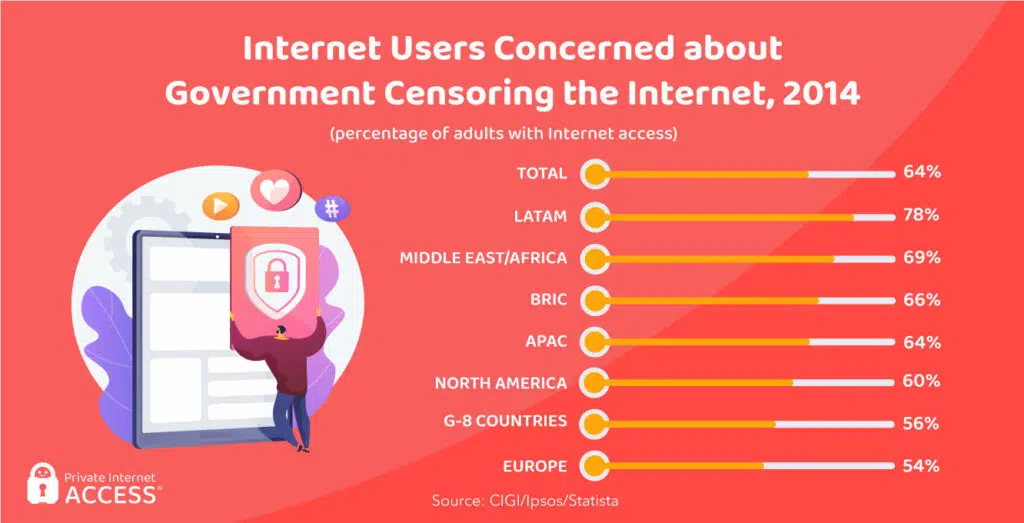 Internet Users Concerned about
Government Censoring the Internet, 2014
(percentage of adults with Internet access)
TOTAL 64%
LATAM 78%
MIDDLE EAST/AFRICA 69%
BRIC 66%
APAC 64%
NORTH AMERICA 60%
G-8 COUNTRIES 56%
EUROPE 54%
#
Private Internet
ACCESS®
Source: CIGI/Ipsos/Statista